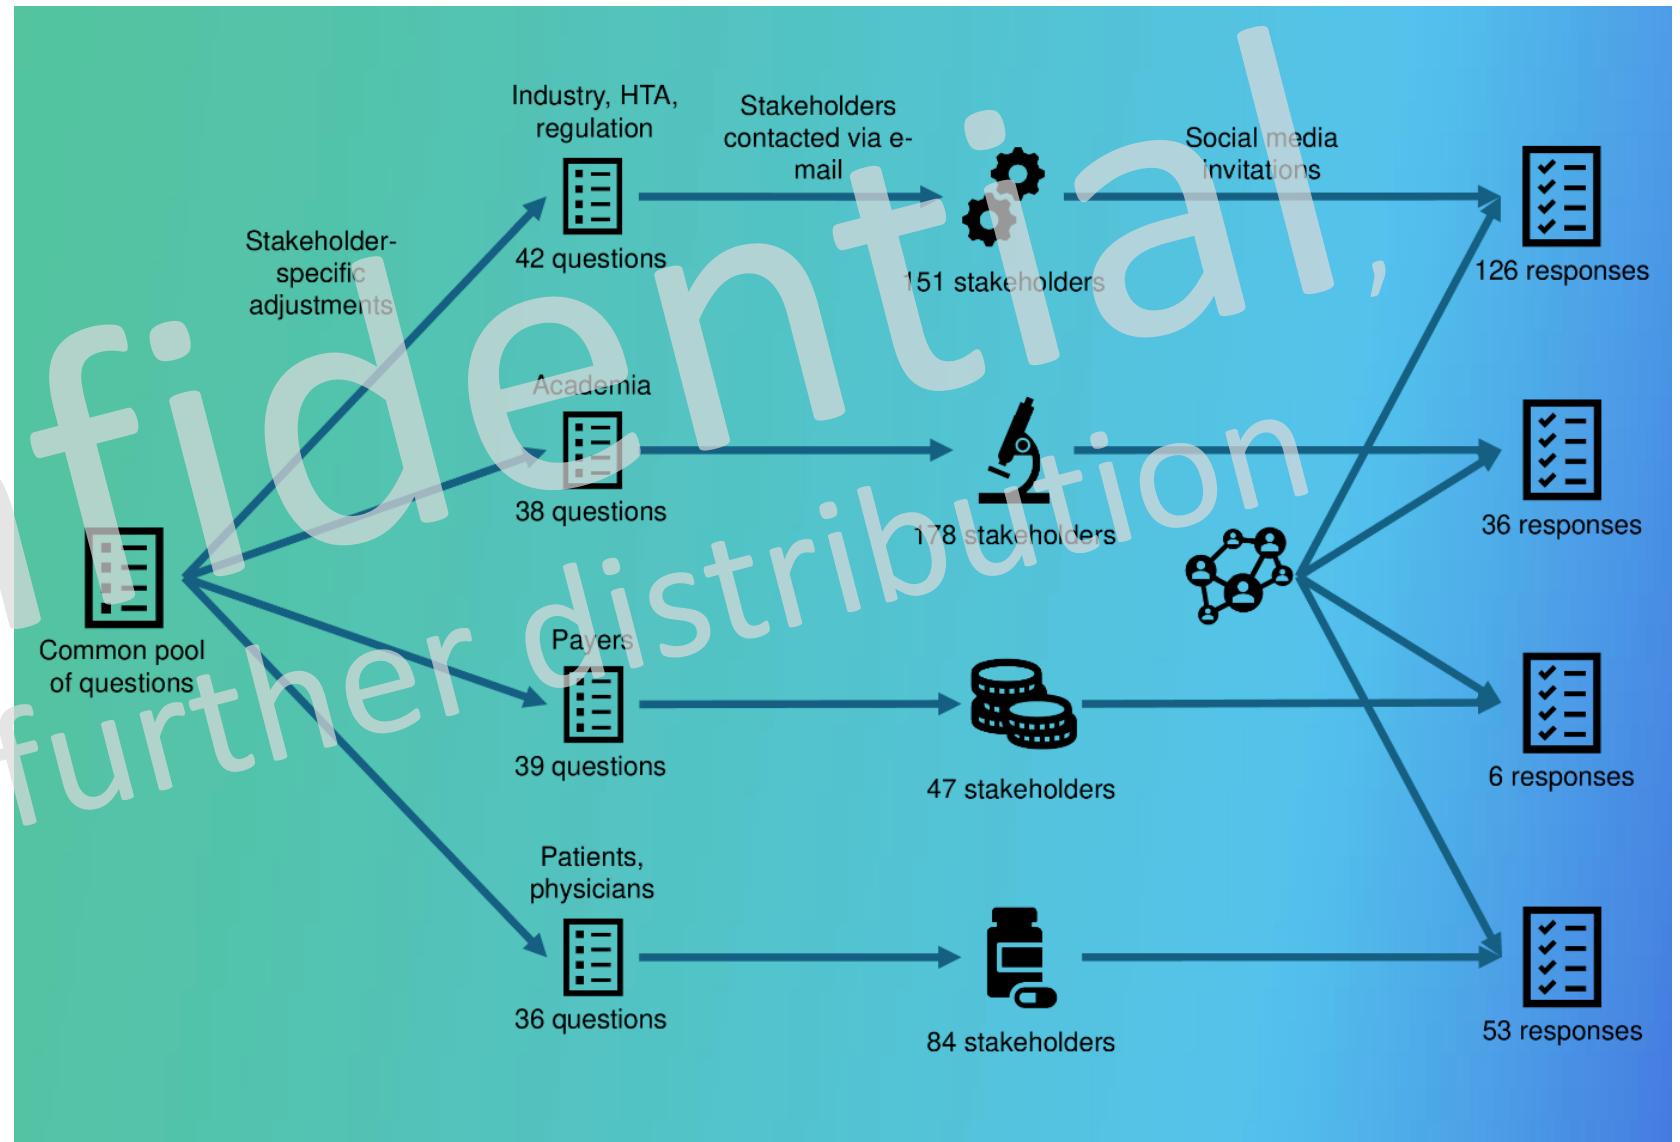 Industry, HTA,
regulation
Stakeholders
contacted via e-
mail
Social media
invitations
Stakeholder-
specific
adjustments
42 questions
151 stakeholders
126 responses
Academia
38 questions
178 stakeholders
36 responses
Common pool
of questions
Payers
39 questions
47 stakeholders
6 responses
Patients,
physicians
36 questions
84 stakeholders
53 responses
nfidential,
further distribution